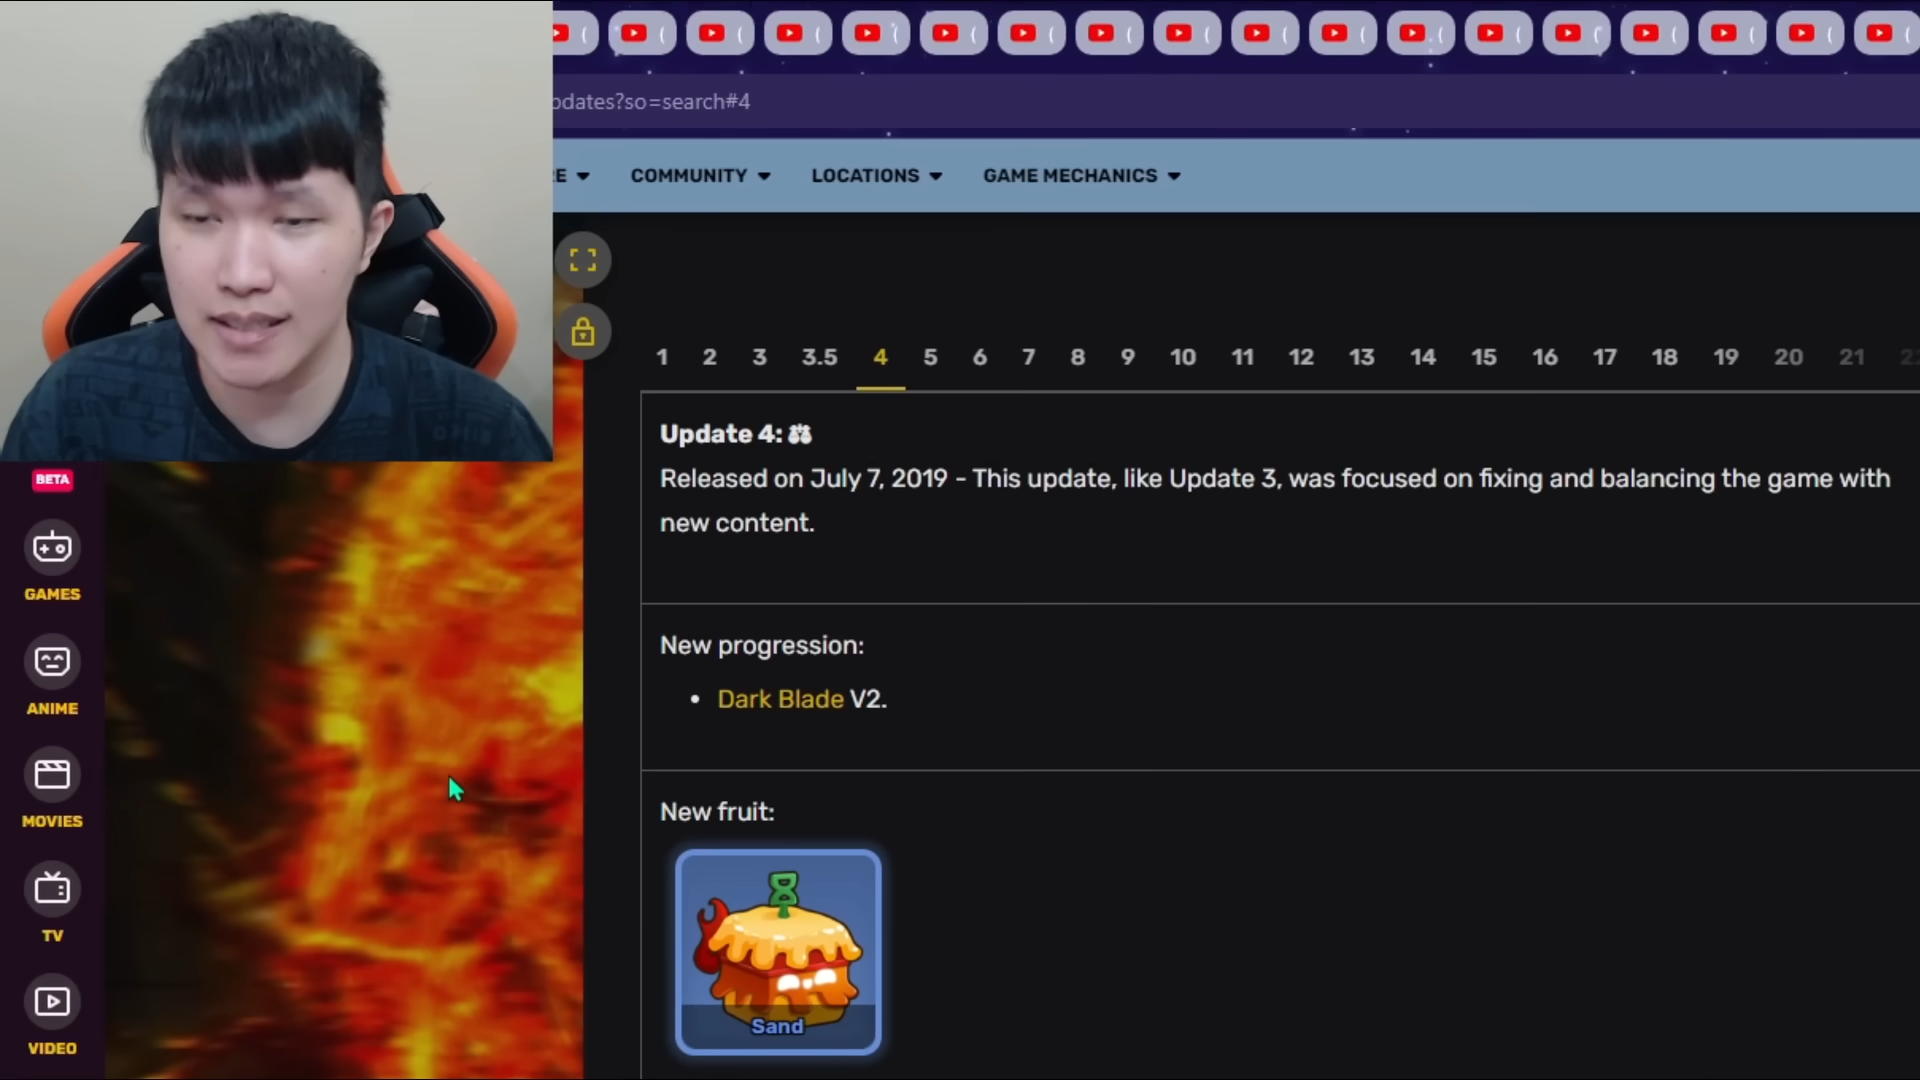 odates?so=search#4
E
COMMUNITY
LOCATIONS
GAME MECHANICS
1 2 3 3.5 4 5 6 7 8 9 10 11 12 13 14 15 16 17 18 19 20 21
Update 4:
Released on July 7, 2019 - This update, like Update 3, was focused on fixing and balancing the game with
new content.
New progression:
• Dark Blade V2.
New fruit:
Sand
BETA
GAMES
ANIME
MOVIES
TV
VIDEO